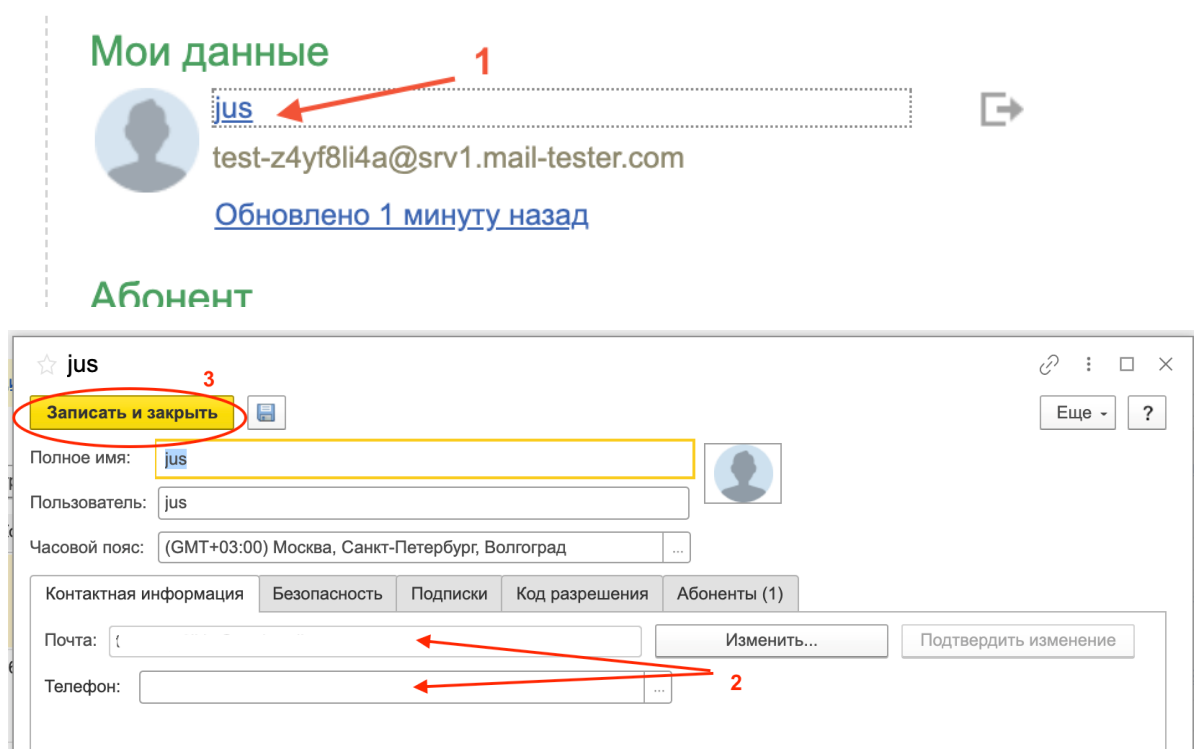 Мои данные
1
jus
test-z4yf8li4a@srv1.mail-tester.com
Обновлено 1 минуту назад
Абонент
jus
3
Записать и закрыть
Еще
?
Полное имя: jus
Пользователь: jus
Часовой пояс: (GMT+03:00) Москва, Санкт-Петербург, Волгоград ...
Контактная информация Безопасность Подписки Код разрешения Абоненты (1)
Почта: Изменить... Подтвердить изменение
Телефон: ...
2